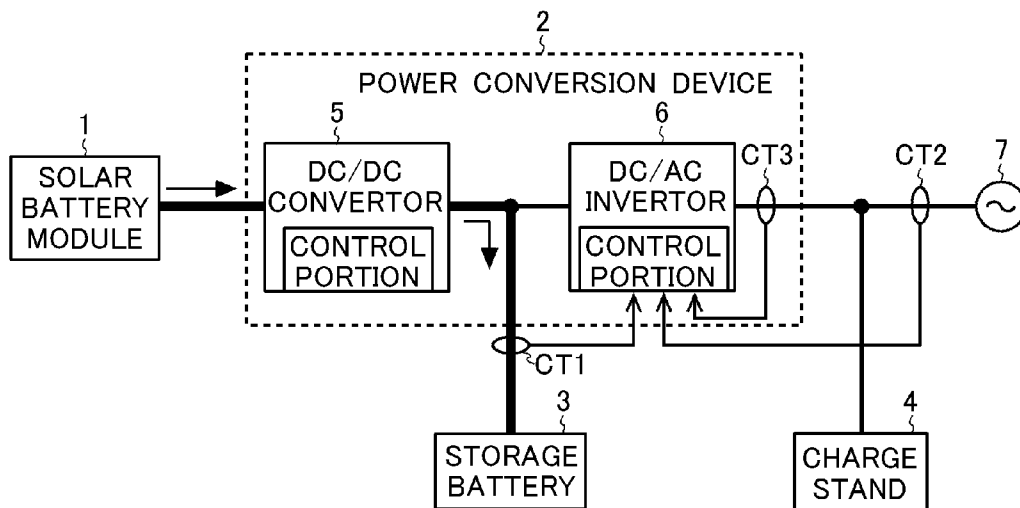 2
POWER CONVERSION DEVICE
1
SOLAR
BATTERY
MODULE
5
DC/DC
CONVERTOR
CONTROL
PORTION
6
DC/AC
INVERTOR
CONTROL
PORTION
CT3
CT2
7
CT1
3
STORAGE
BATTERY
4
CHARGE
STAND